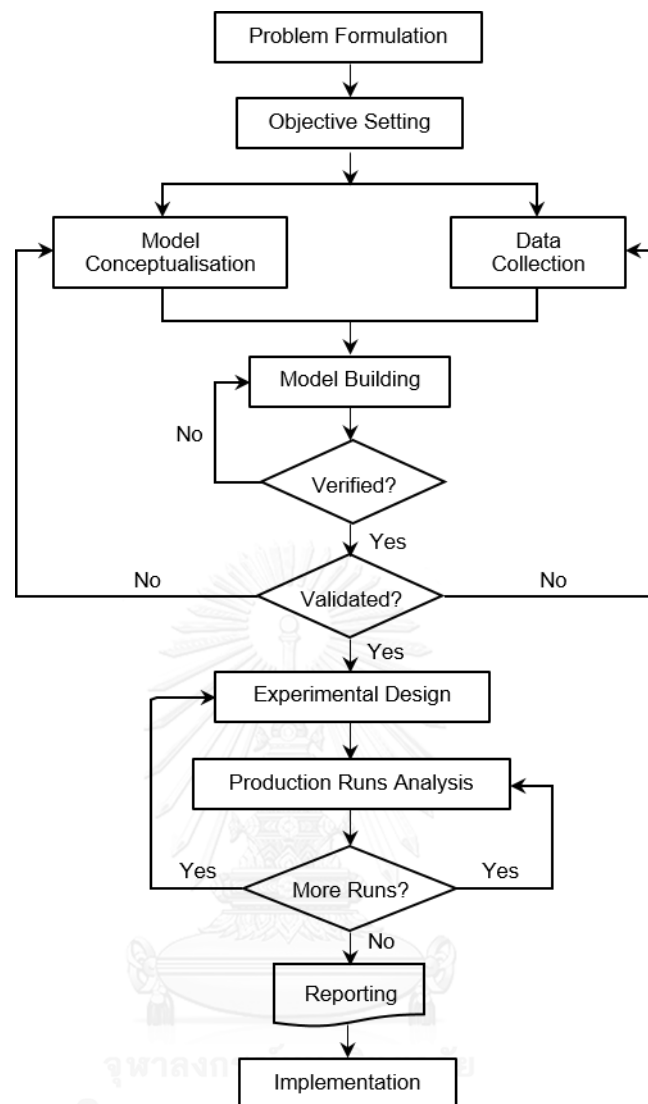 Problem Formulation
Objective Setting
Model
Conceptualisation
Data
Collection
Model Building
No
Verified?
Yes
No
Validated?
No
Yes
Experimental Design
Production Runs Analysis
Yes
More Runs?
Yes
No
Reporting
Implementation